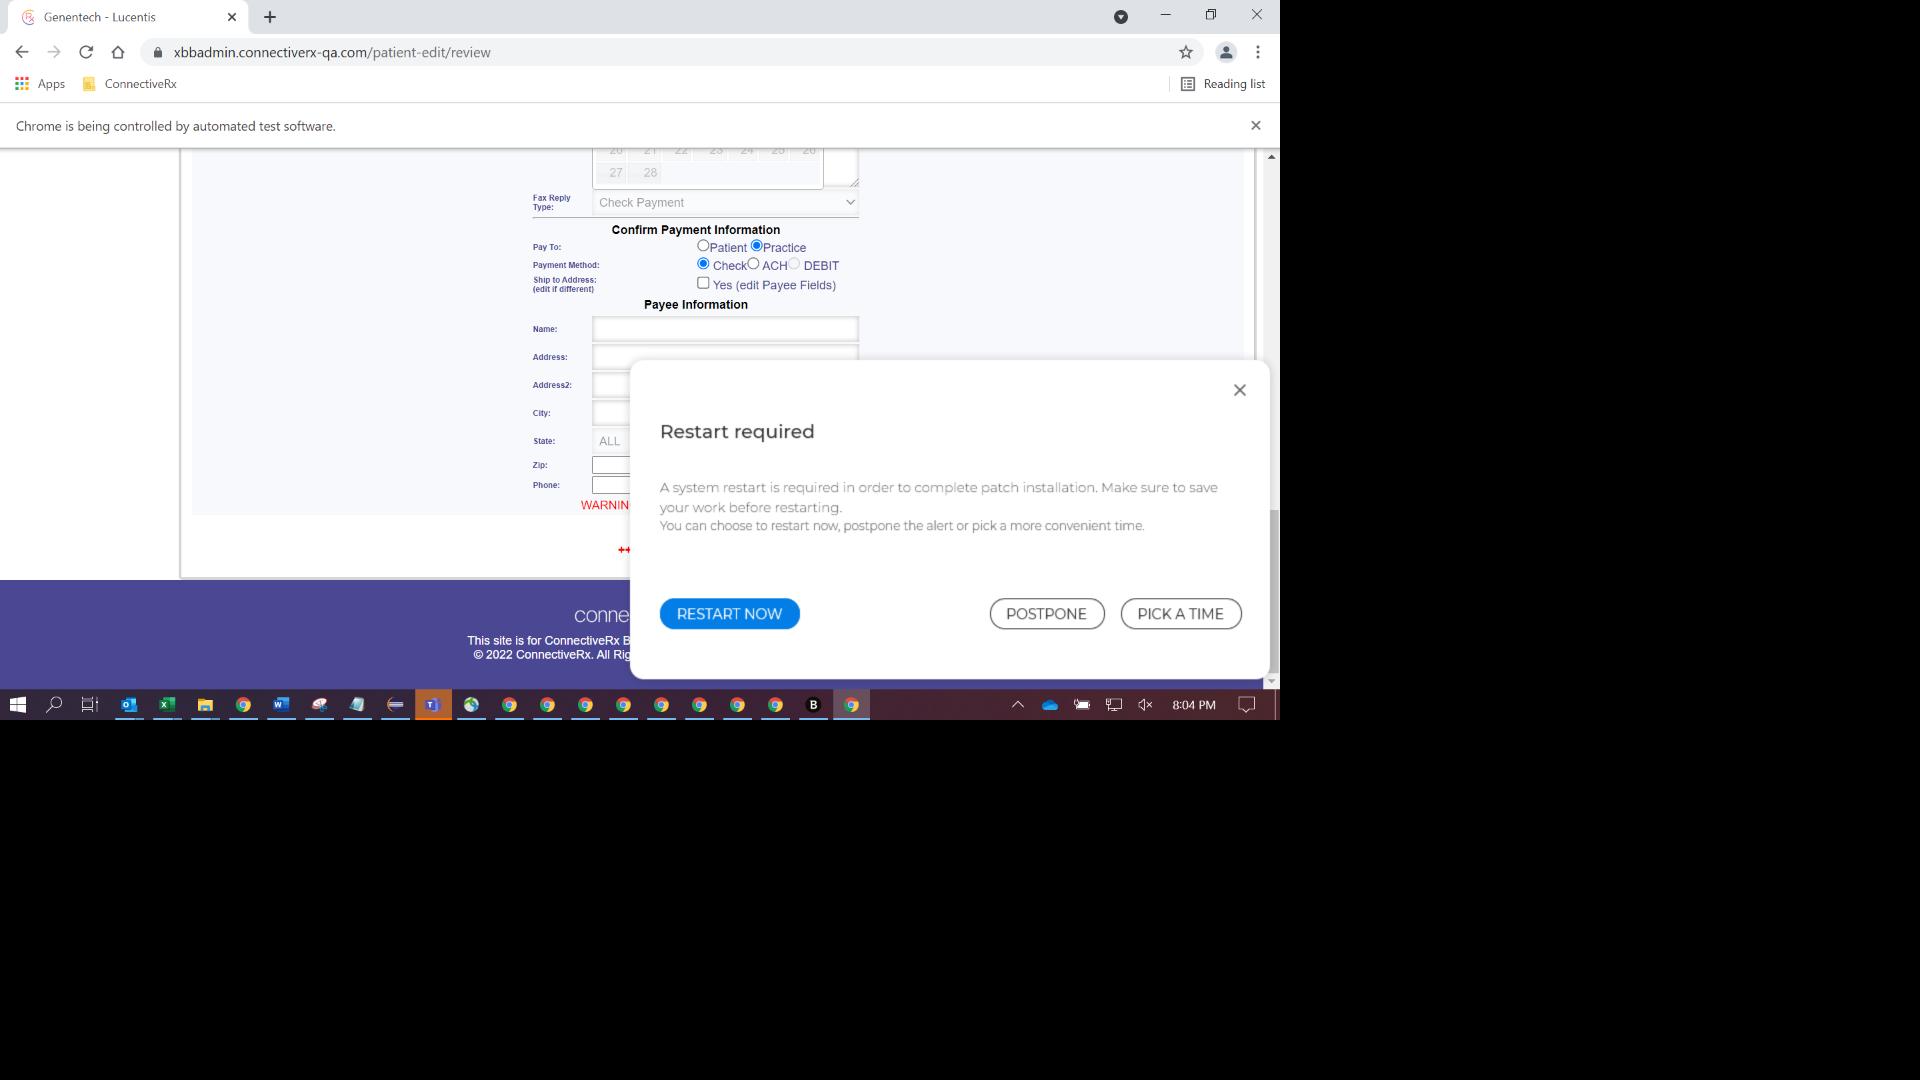 Genentech - Lucentis
xbbadmin.connectiverx-qa.com/patient-edit/review
Apps ConnectiveRx Reading list
Chrome is being controlled by automated test software.
20 21 22 23 24 25 26
27 28
Fax Reply
Type:
Check Payment
Confirm Payment Information
Pay To: Patient Practice
Payment Method: Check ACH DEBIT
Ship to Address:
(edit if different)
Yes (edit Payee Fields)
Payee Information
Name:
Address:
Address2:
City:
State: ALL
Zip:
Phone:
WARNIN
++
Restart required
A system restart is required in order to complete patch installation. Make sure to save
your work before restarting.
You can choose to restart now, postpone the alert or pick a more convenient time.
RESTART NOW POSTPONE PICK A TIME
conne
This site is for ConnectiveRx B
© 2022 ConnectiveRx. All Rig
8:04 PM